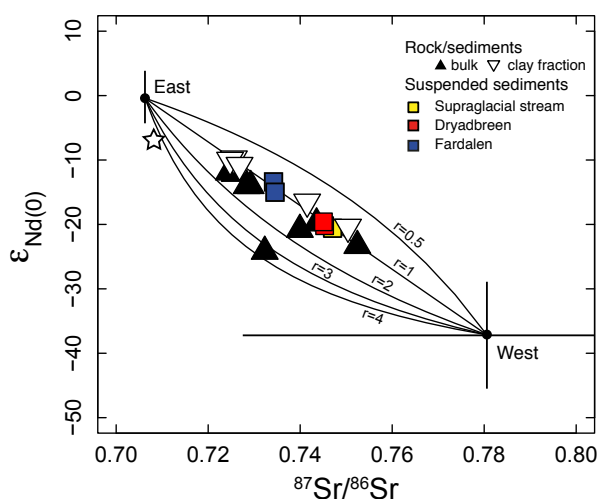 Rock/sediments
▲ bulk ▽ clay fraction
Suspended sediments
Supraglacial stream
Dryadbreen
Fardalen
East
West
r=0.5
r=1
r=2
r=3
r=4
10
0
−10
−20
−30
−40
−50
εNd(0)
0.70 0.72 0.74 0.76 0.78 0.80
⁸⁷Sr/⁸⁶Sr